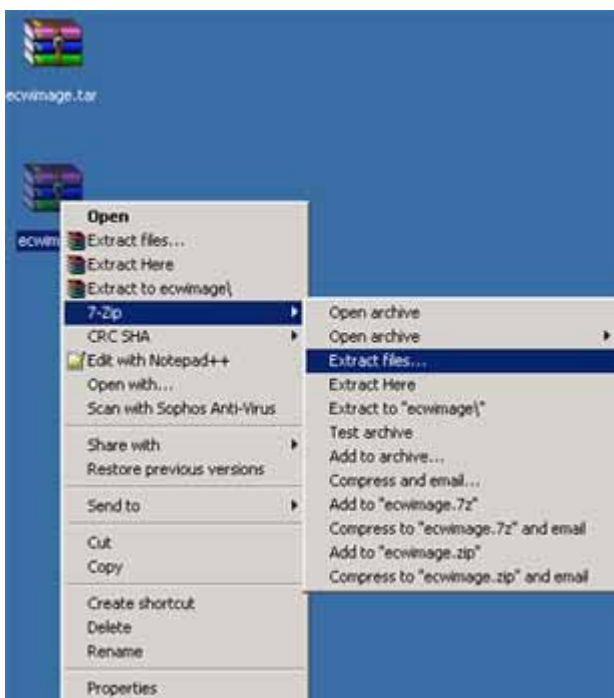 ecwimage.tar
ecwim
Open
Extract files...
Extract Here
Extract to ecwimage\
7-Zip
CRC SHA
Edit with Notepad++
Open with...
Scan with Sophos Anti-Virus
Share with
Restore previous versions
Send to
Cut
Copy
Create shortcut
Delete
Rename
Properties
Open archive
Open archive
Extract files...
Extract Here
Extract to "ecwimage\"
Test archive
Add to archive...
Compress and email...
Add to "ecwimage.7z"
Compress to "ecwimage.7z" and email
Add to "ecwimage.zip"
Compress to "ecwimage.zip" and email